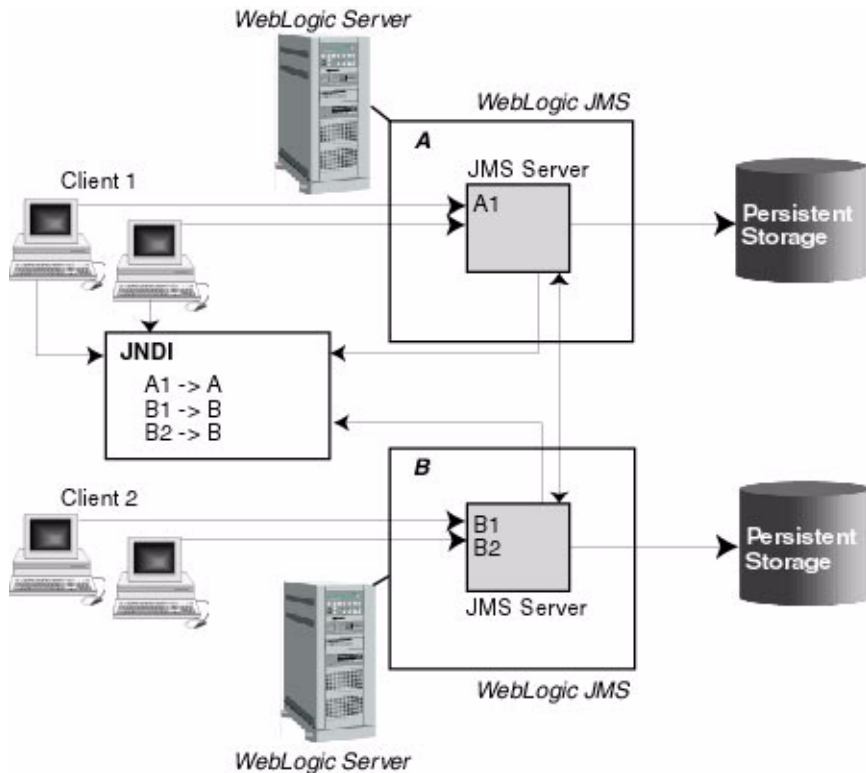 WebLogic Server
WebLogic JMS
A
JMS Server
A1
Client 1
Persistent
Storage
JNDI
A1 -> A
B1 -> B
B2 -> B
Client 2
B
B1
B2
JMS Server
Persistent
Storage
WebLogic JMS
WebLogic Server